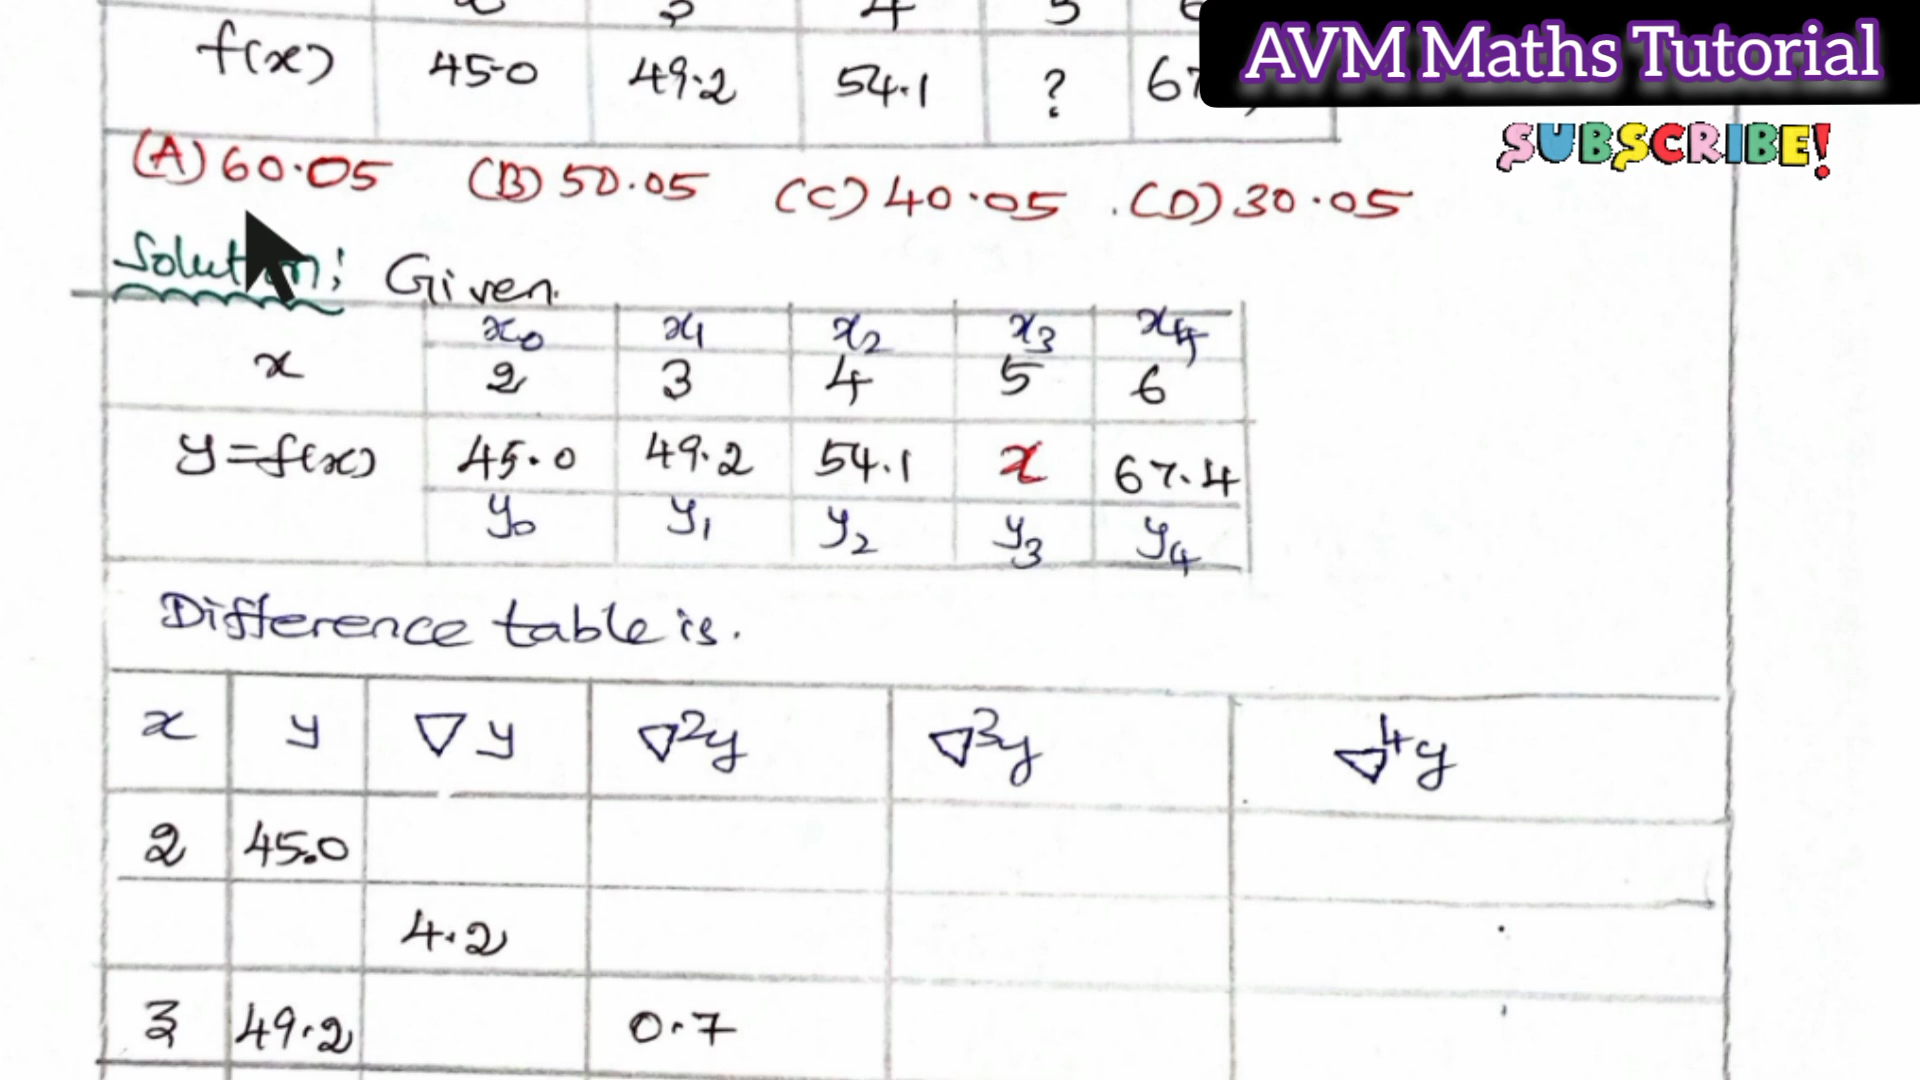 AVM Maths Tutorial
f(x) 45.0 49.2 54.1 ? 67
SUBSCRIBE!
(A) 60.05 (B) 50.05 (C) 40.05 (D) 30.05
Solution: Given
x0 x1 x2 x3 x4
x 2 3 4 5 6
y=f(x) 45.0 49.2 54.1 x 67.4
y0 y1 y2 y3 y4
Difference table is.
x y ▽y ▽²y ▽³y ▽⁴y
2 45.0
4.2
3 49.2 0.7